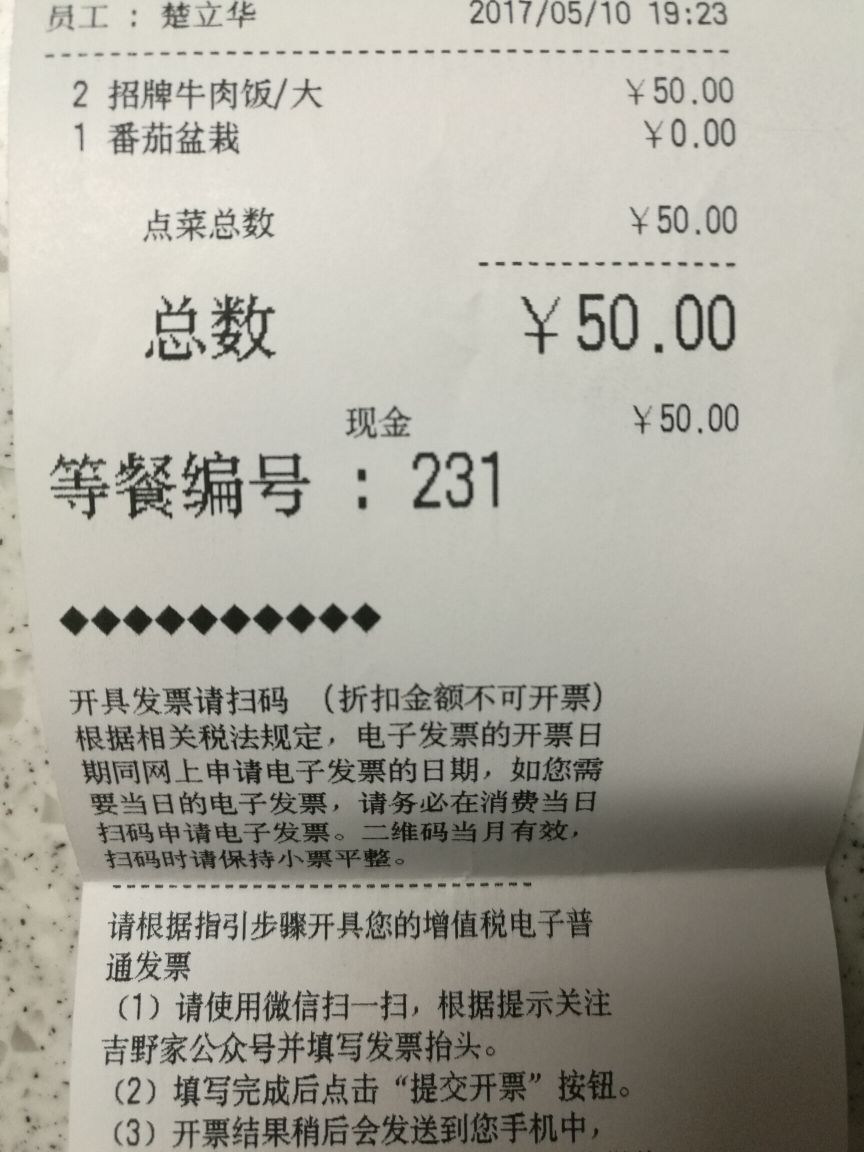 员工：楚立华 2017/05/10 19:23
2 招牌牛肉饭/大 ￥50.00
1 番茄盆栽 ￥0.00
点菜总数 ￥50.00
总数 ￥50.00
现金 ￥50.00
等餐编号：231
◆◆◆◆◆◆◆◆◆◆
开具发票请扫码 （折扣金额不可开票）
根据相关税法规定，电子发票的开票日
期同网上申请电子发票的日期，如您需
要当日的电子发票，请务必在消费当日
扫码申请电子发票。二维码当月有效，
扫码时请保持小票平整。
请根据指引步骤开具您的增值税电子普
通发票
（1）请使用微信扫一扫，根据提示关注
吉野家公众号并填写发票抬头。
（2）填写完成后点击“提交开票”按钮。
（3）开票结果稍后会发送到您手机中，